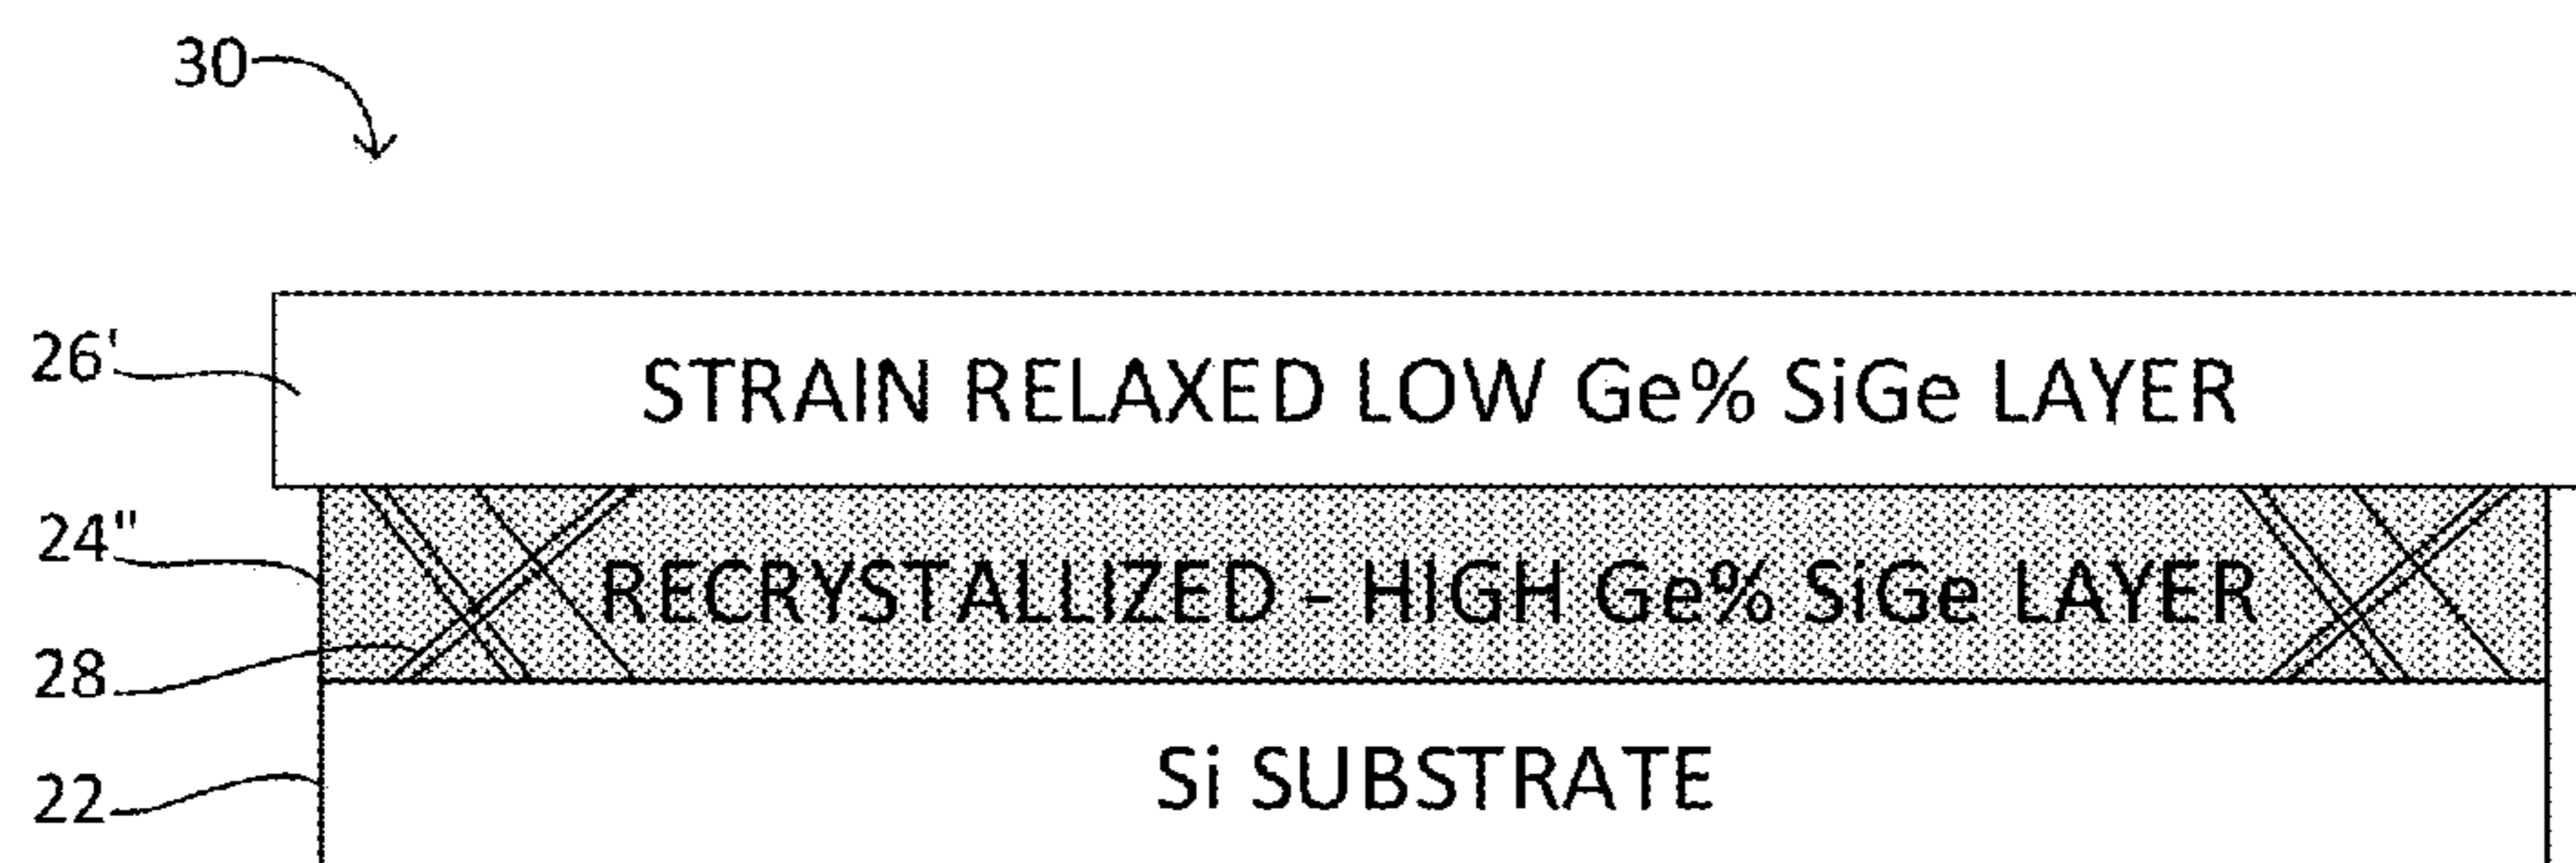 30
26'
STRAIN RELAXED LOW Ge% SiGe LAYER
24"
RECRYSTALLIZED - HIGH Ge% SiGe LAYER
28
22
Si SUBSTRATE